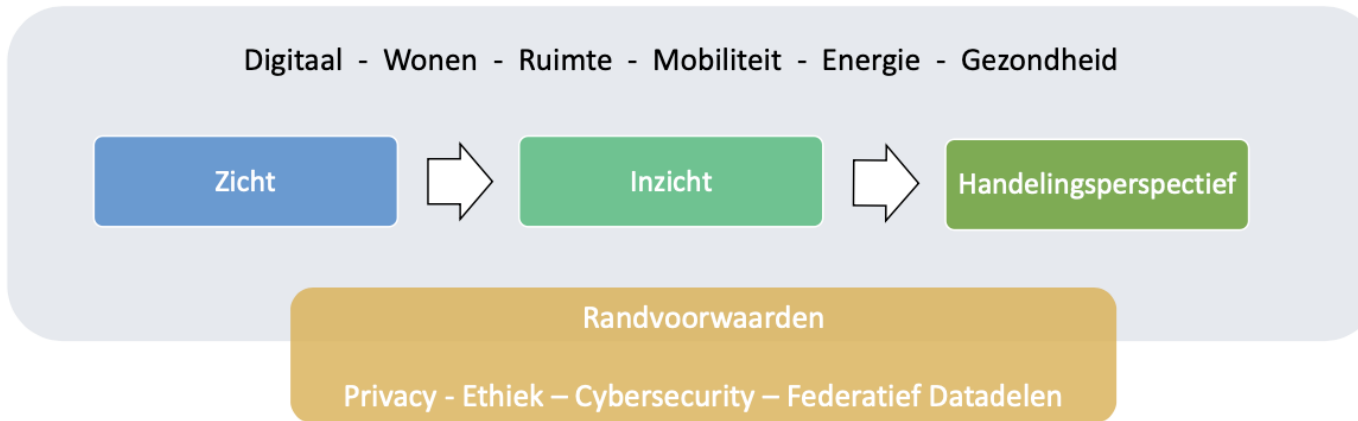 Digitaal - Wonen - Ruimte - Mobiliteit - Energie - Gezondheid
Zicht
Inzicht
Handelingsperspectief
Randvoorwaarden
Privacy - Ethiek – Cybersecurity – Federatief Datadelen